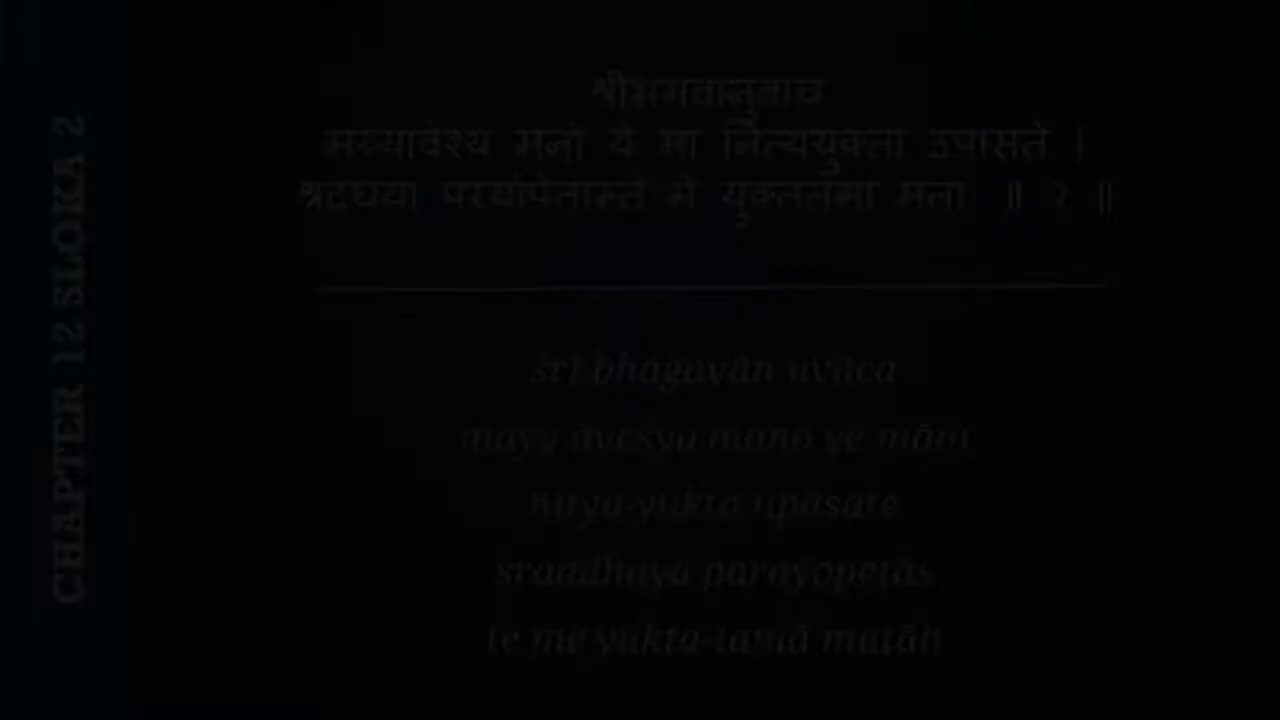 CHAPTER 12 SLOKA 2
श्रीभगवानुवाच
मय्यावेश्य मनो ये मां नित्ययुक्ता उपासते |
श्रद्धया परयोपेतास्ते मे युक्ततमा मताः ॥ २ ॥
śrī-bhagavān uvāca
mayy āveśya mano ye māṁ
nitya-yuktā upāsate
śraddhayā parayopetās
te me yukta-tamā matāḥ